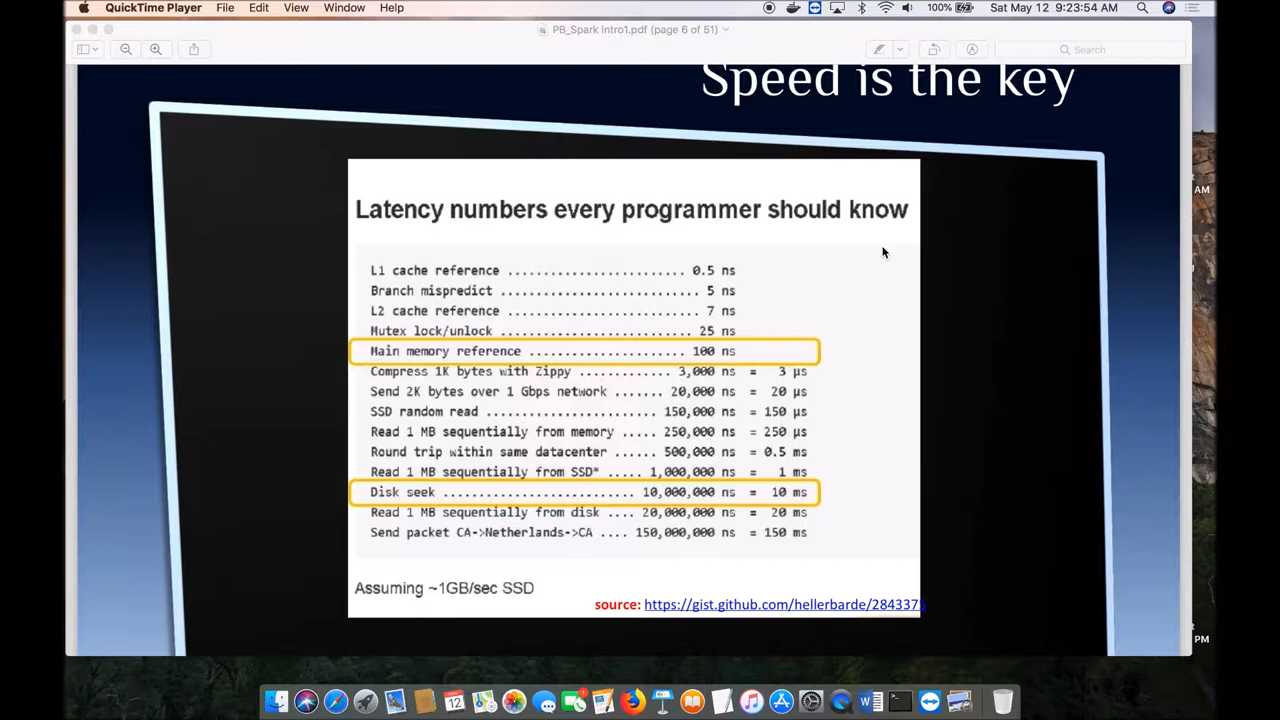 QuickTime Player File Edit View Window Help 100% Sat May 12 9:23:54 AM
PB_Spark Intro1.pdf (page 6 of 51)
Search
Speed is the key
Latency numbers every programmer should know
L1 cache reference ......................... 0.5 ns
Branch mispredict ............................ 5 ns
L2 cache reference ........................... 7 ns
Mutex lock/unlock ........................... 25 ns
Main memory reference ...................... 100 ns
Compress 1K bytes with Zippy ............. 3,000 ns = 3 µs
Send 2K bytes over 1 Gbps network ....... 20,000 ns = 20 µs
SSD random read ........................ 150,000 ns = 150 µs
Read 1 MB sequentially from memory ..... 250,000 ns = 250 µs
Round trip within same datacenter ...... 500,000 ns = 0.5 ms
Read 1 MB sequentially from SSD* ..... 1,000,000 ns = 1 ms
Disk seek ........................... 10,000,000 ns = 10 ms
Read 1 MB sequentially from disk .... 20,000,000 ns = 20 ms
Send packet CA->Netherlands->CA .... 150,000,000 ns = 150 ms
Assuming ~1GB/sec SSD
source: https://gist.github.com/hellerbarde/284337
AM
PM
12